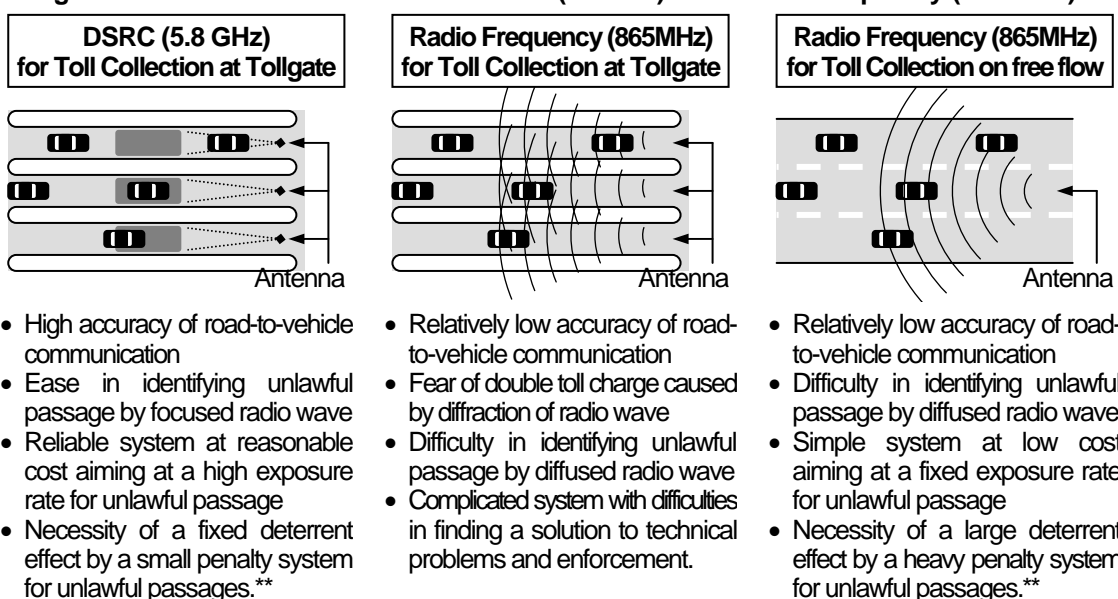 DSRC (5.8 GHz)
for Toll Collection at Tollgate
Antenna
• High accuracy of road-to-vehicle
communication
• Ease in identifying unlawful
passage by focused radio wave
• Reliable system at reasonable
cost aiming at a high exposure
rate for unlawful passage
• Necessity of a fixed deterrent
effect by a small penalty system
for unlawful passages.**
Radio Frequency (865MHz)
for Toll Collection at Tollgate
Antenna
• Relatively low accuracy of road-
to-vehicle communication
• Fear of double toll charge caused
by diffraction of radio wave
• Difficulty in identifying unlawful
passage by diffused radio wave
• Complicated system with difficulties
in finding a solution to technical
problems and enforcement.
Radio Frequency (865MHz)
for Toll Collection on free flow
Antenna
• Relatively low accuracy of road-
to-vehicle communication
• Difficulty in identifying unlawful
passage by diffused radio wave
• Simple system at low cost
aiming at a fixed exposure rate
for unlawful passage
• Necessity of a large deterrent
effect by a heavy penalty system
for unlawful passages.**